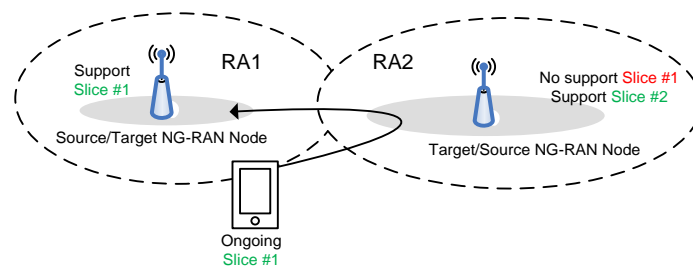 RA1
Support
Slice #1
Source/Target NG-RAN Node
RA2
No support Slice #1
Support Slice #2
Target/Source NG-RAN Node
Ongoing
Slice #1